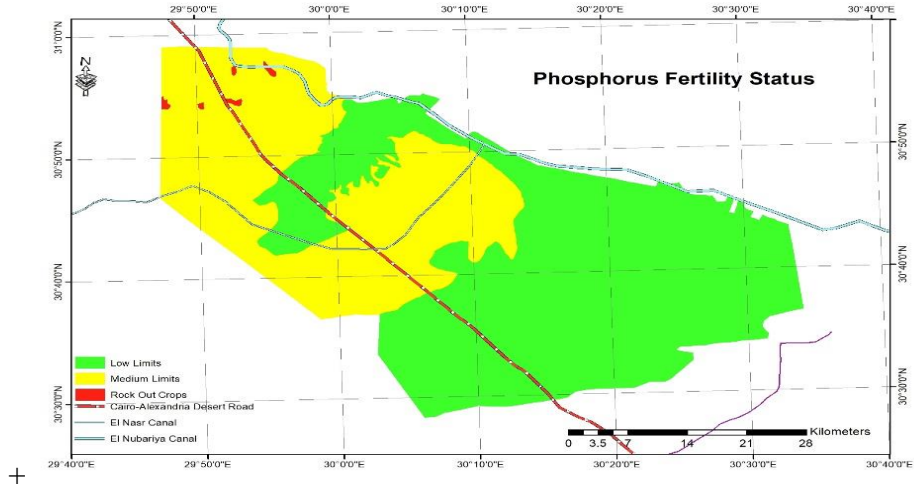 29°50'0"E 30°0'0"E 30°10'0"E 30°20'0"E 30°30'0"E 30°40'0"E
31°0'0"N
N
Phosphorus Fertility Status
30°50'0"N
30°50'0"N
30°40'0"N
30°40'0"N
30°30'0"N
30°30'0"N
Low Limits
Medium Limits
Rock Out Crops
Cairo-Alexandria Desert Road
El Nasr Canal
El Nubariya Canal
Kilometers
0 3.5 7 14 21 28
29°40'0"E 29°50'0"E 30°0'0"E 30°10'0"E 30°20'0"E 30°30'0"E 30°40'0"E